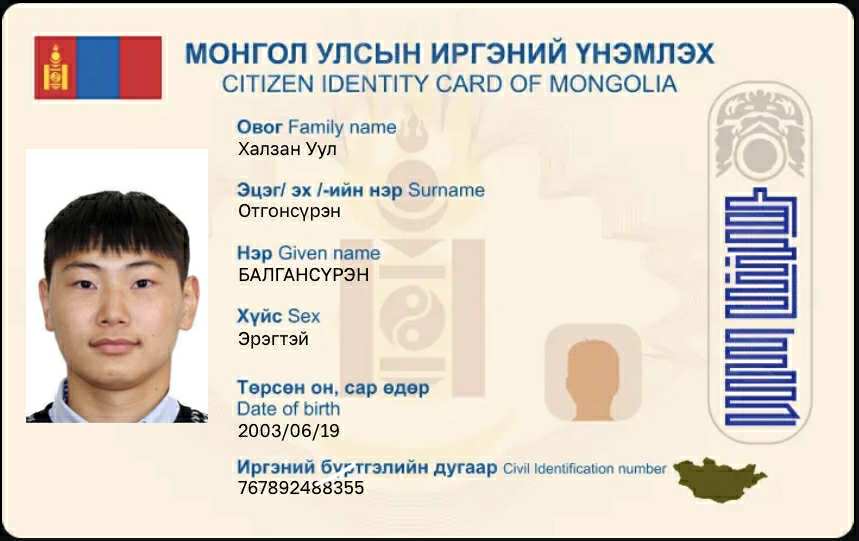 МОНГОЛ УЛСЫН ИРГЭНИЙ ҮНЭМЛЭХ
CITIZEN IDENTITY CARD OF MONGOLIA
Овог Family name
Халзан Уул
Эцэг/ эх /-ийн нэр Surname
Отгонсүрэн
Нэр Given name
БАЛГАНСҮРЭН
Хүйс Sex
Эрэгтэй
Төрсөн он, сар өдөр
Date of birth
2003/06/19
Иргэний бүртгэлийн дугаар Civil Identification number
767892488355